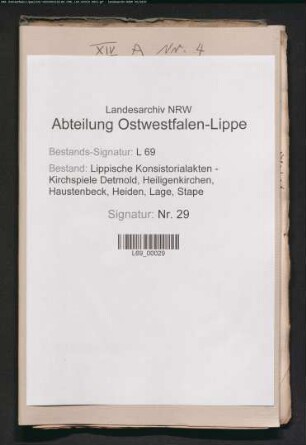 XIV A Nr. 4
Landesarchiv NRW
Abteilung Ostwestfalen-Lippe
Bestands-Signatur: L 69
Bestand: Lippische Konsistorialakten -
Kirchspiele Detmold, Heiligenkirchen,
Haustenbeck, Heiden, Lage, Stape
Signatur: Nr. 29
L69_00029